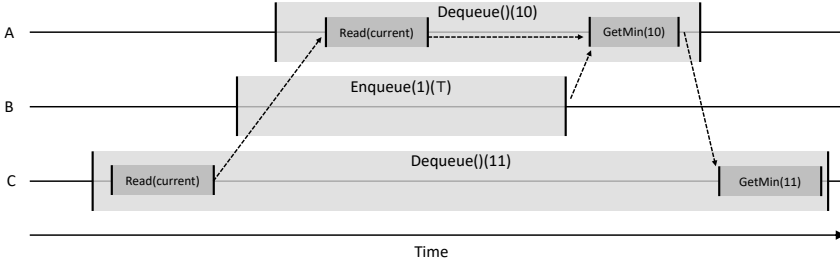 Dequeue()(10)
A
Read(current)
GetMin(10)
Enqueue(1)(⊤)
B
Dequeue()(11)
C
Read(current)
GetMin(11)
Time